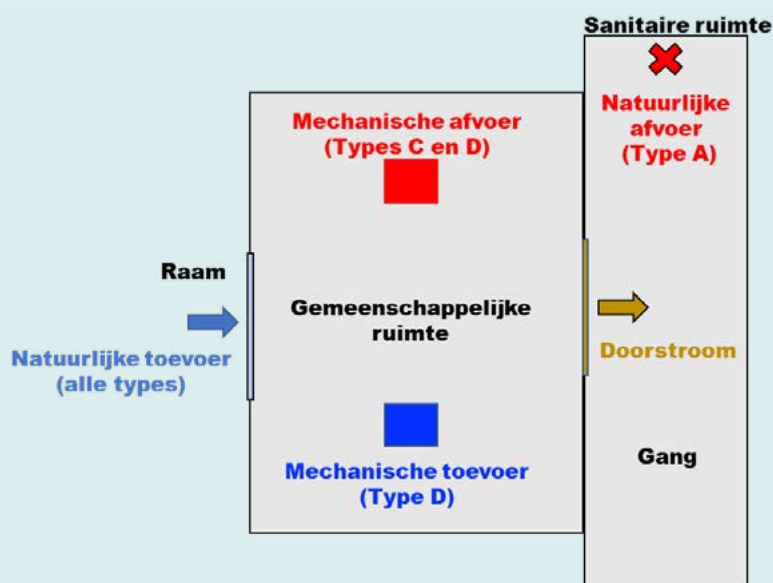 Sanitaire ruimte
Natuurlijke
afvoer
(Type A)
Mechanische afvoer
(Types C en D)
Raam
Natuurlijke toevoer
(alle types)
Gemeenschappelijke
ruimte
Doorstroom
Mechanische toevoer
(Type D)
Gang